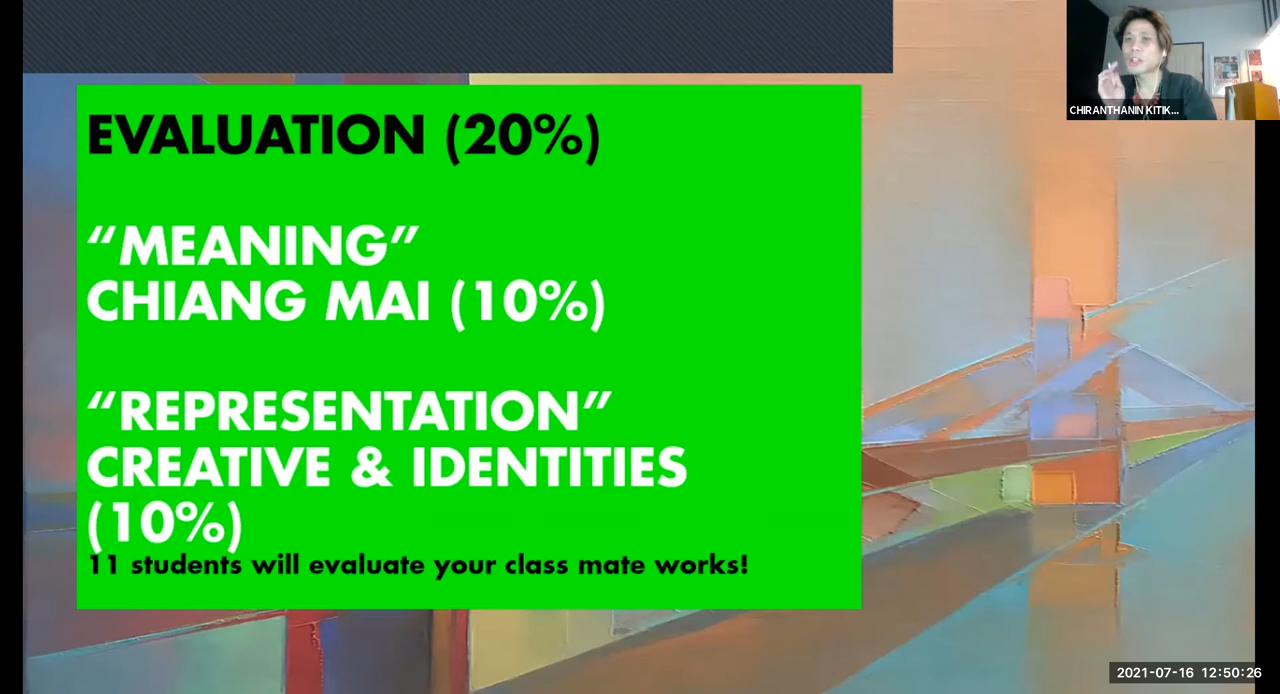 EVALUATION (20%)
“MEANING”
CHIANG MAI (10%)
“REPRESENTATION”
CREATIVE & IDENTITIES
(10%)
11 students will evaluate your class mate works!
CHIRANTHANIN KITIK...
2021-07-16 12:50:26